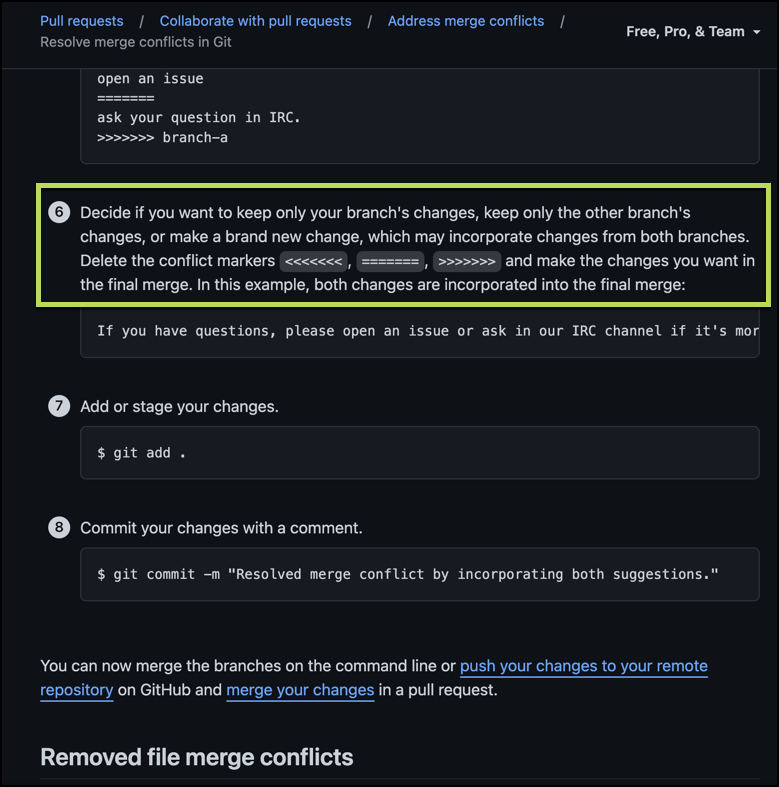 Pull requests / Collaborate with pull requests / Address merge conflicts /
Resolve merge conflicts in Git
Free, Pro, & Team
open an issue
=======
ask your question in IRC.
>>>>>>> branch-a
6 Decide if you want to keep only your branch's changes, keep only the other branch's
changes, or make a brand new change, which may incorporate changes from both branches.
Delete the conflict markers <<<<<<<, =======, >>>>>>> and make the changes you want in
the final merge. In this example, both changes are incorporated into the final merge:
If you have questions, please open an issue or ask in our IRC channel if it's mor
7 Add or stage your changes.
$ git add .
8 Commit your changes with a comment.
$ git commit -m "Resolved merge conflict by incorporating both suggestions."
You can now merge the branches on the command line or push your changes to your remote
repository on GitHub and merge your changes in a pull request.
Removed file merge conflicts